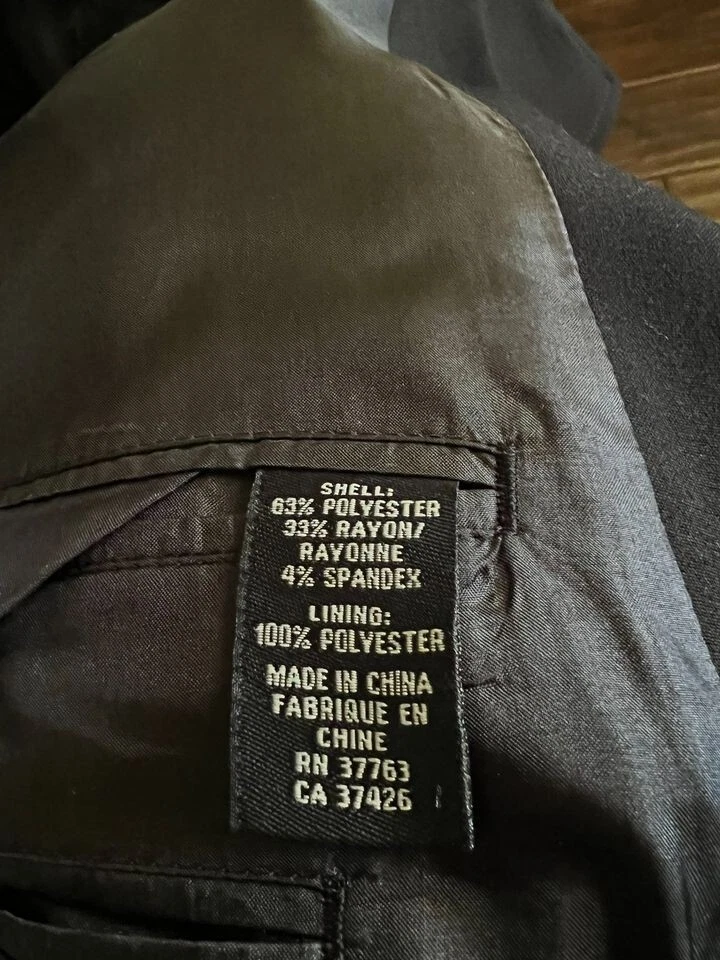 SHELL:
63% POLYESTER
33% RAYON/
RAYONNE
4% SPANDEX
LINING:
100% POLYESTER
MADE IN CHINA
FABRIQUE EN
CHINE
RN 37763
CA 37426